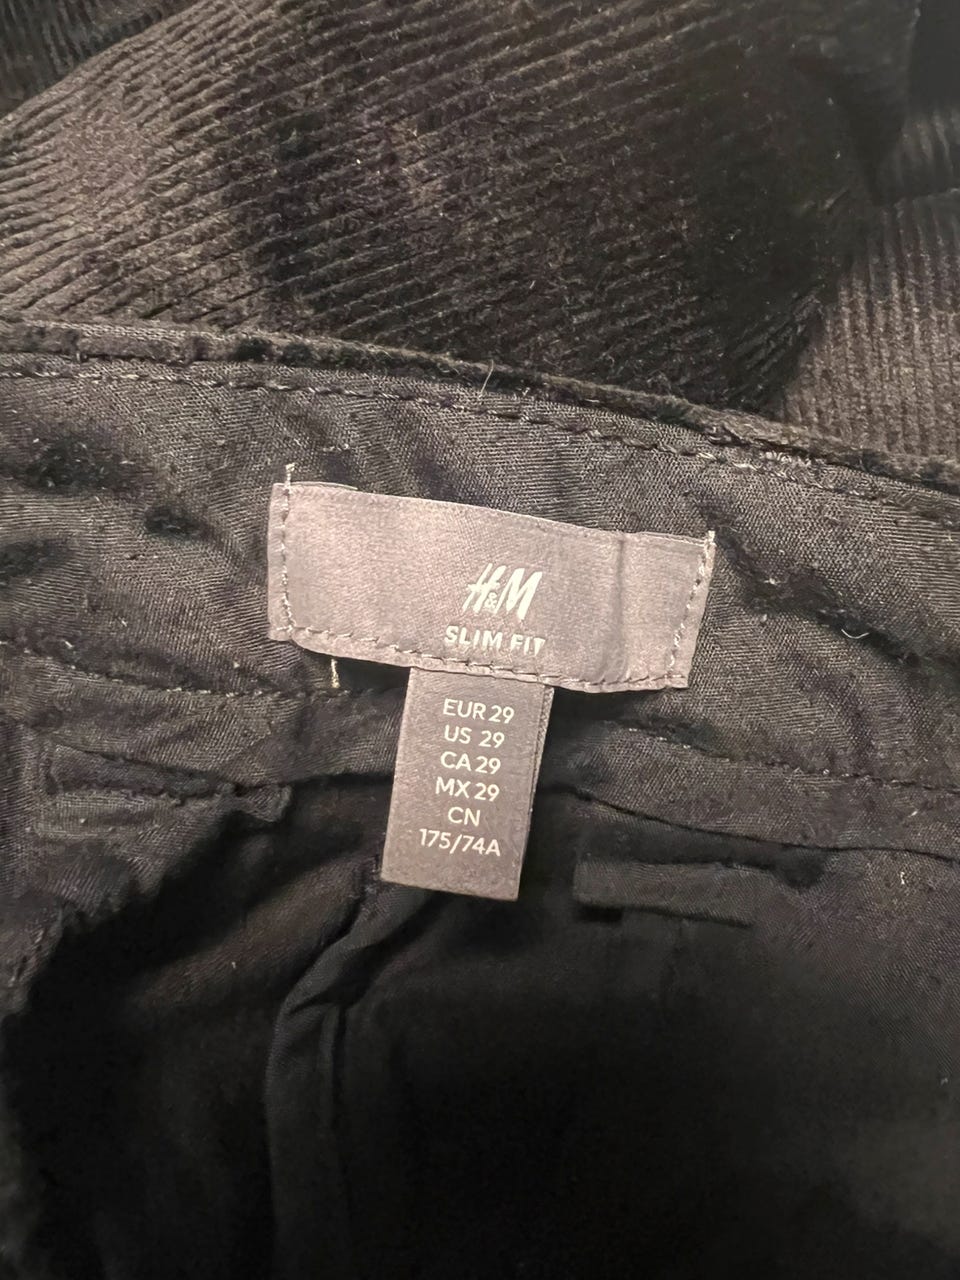 H&M
SLIM FIT
EUR 29
US 29
CA 29
MX 29
CN
175/74A